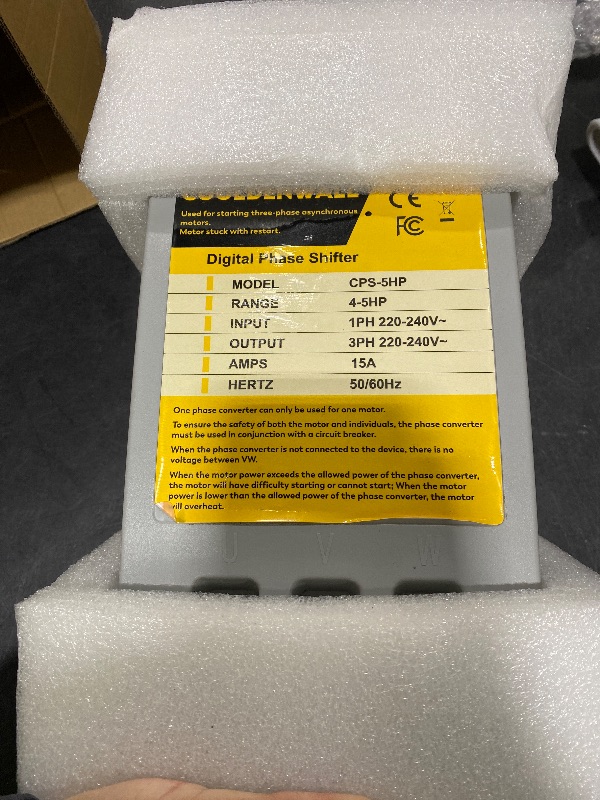 COOLDENWALL
CE
Used for starting three-phase asynchronous
motors.
Motor stuck with restart.
FC
Digital Phase Shifter
MODEL CPS-5HP
RANGE 4-5HP
INPUT 1PH 220-240V~
OUTPUT 3PH 220-240V~
AMPS 15A
HERTZ 50/60Hz
One phase converter can only be used for one motor.
To ensure the safety of both the motor and individuals, the phase converter
must be used in conjunction with a circuit breaker.
When the phase converter is not connected to the device, there is no
voltage between VW.
When the motor power exceeds the allowed power of the phase converter,
the motor will have difficulty starting or cannot start; When the motor
power is lower than the allowed power of the phase converter, the motor
will overheat.
U V W